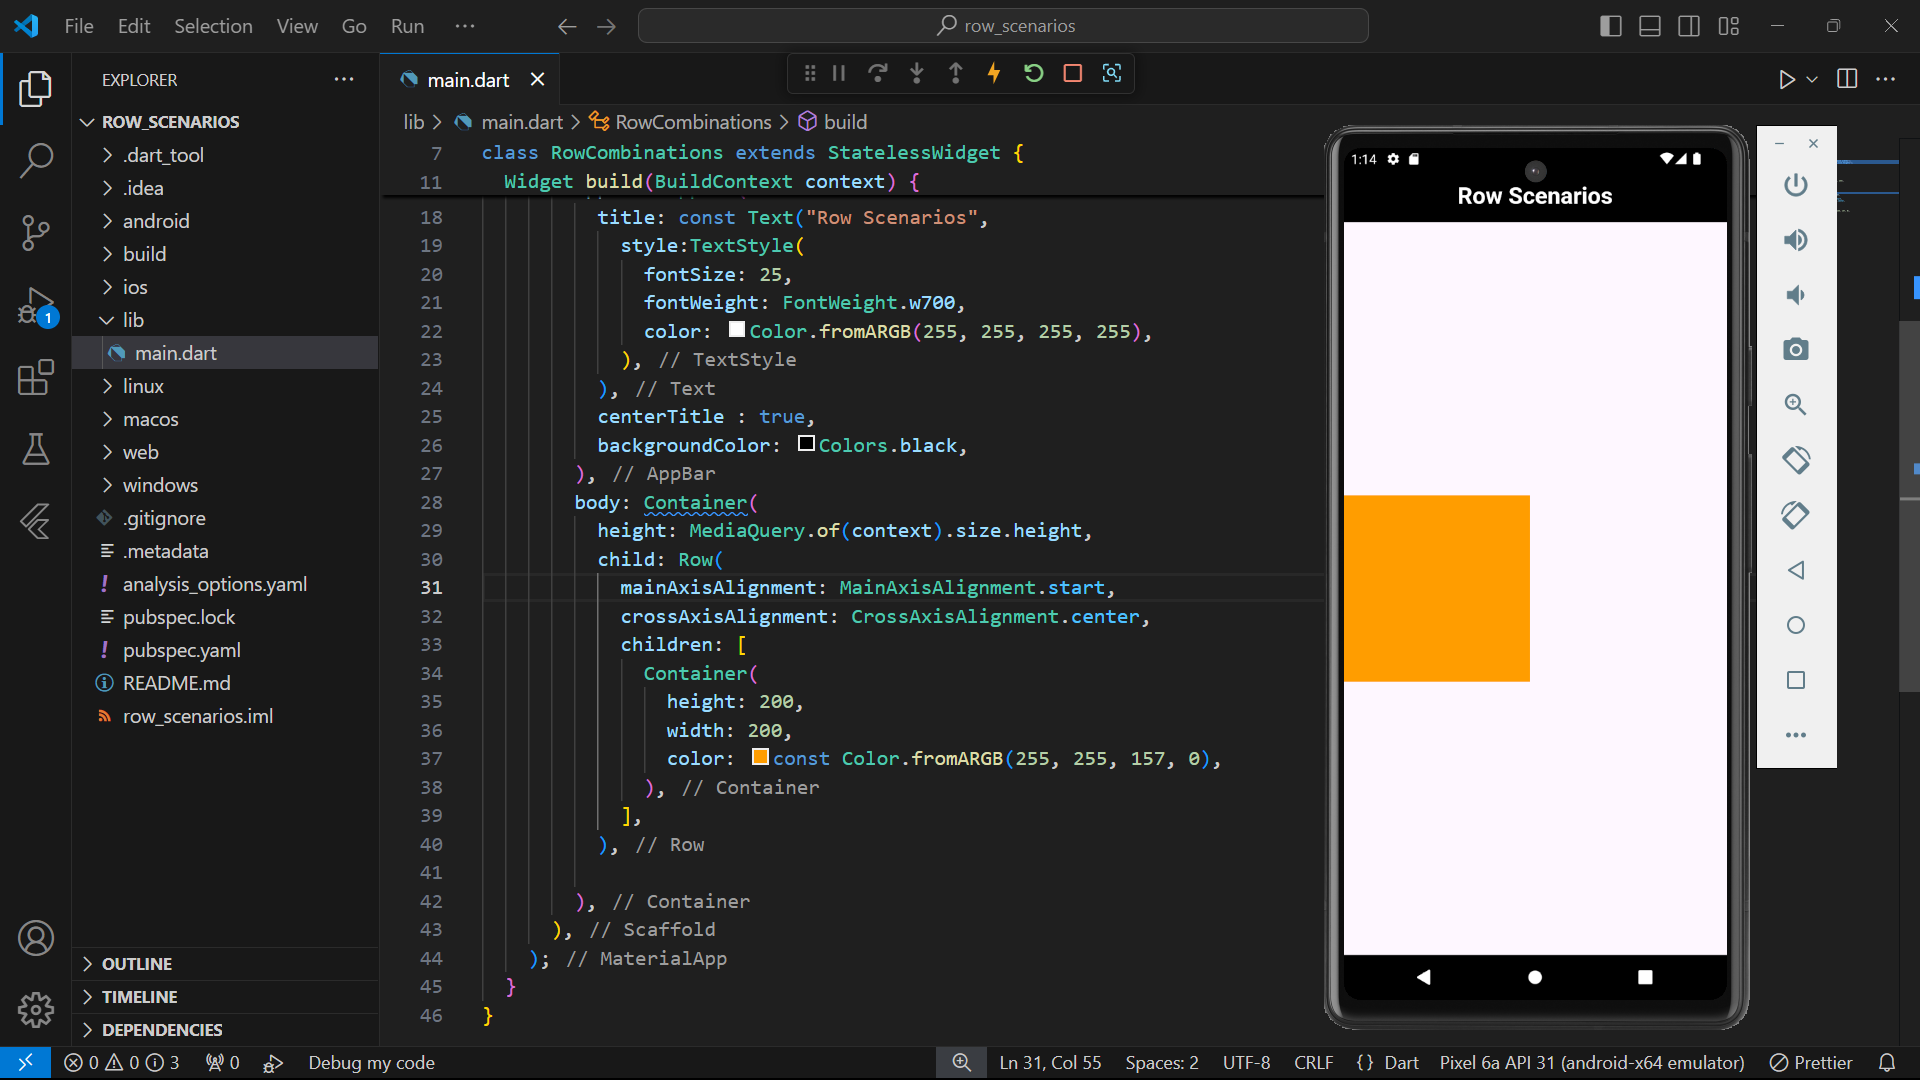 File Edit Selection View Go Run ···
row_scenarios
EXPLORER ···
ROW_SCENARIOS
.dart_tool
.idea
android
build
ios
lib
main.dart
linux
macos
web
windows
.gitignore
.metadata
! analysis_options.yaml
pubspec.lock
! pubspec.yaml
README.md
row_scenarios.iml
OUTLINE
TIMELINE
DEPENDENCIES
1
main.dart
lib > main.dart > RowCombinations > build
7 class RowCombinations extends StatelessWidget {
11 Widget build(BuildContext context) {
18 title: const Text("Row Scenarios",
19 style:TextStyle(
20 fontSize: 25,
21 fontWeight: FontWeight.w700,
22 color: Color.fromARGB(255, 255, 255, 255),
23 ), // TextStyle
24 ), // Text
25 centerTitle : true,
26 backgroundColor: Colors.black,
27 ), // AppBar
28 body: Container(
29 height: MediaQuery.of(context).size.height,
30 child: Row(
31 mainAxisAlignment: MainAxisAlignment.start,
32 crossAxisAlignment: CrossAxisAlignment.center,
33 children: [
34 Container(
35 height: 200,
36 width: 200,
37 color: const Color.fromARGB(255, 255, 157, 0),
38 ), // Container
39 ],
40 ), // Row
41
42 ), // Container
43 ), // Scaffold
44 ); // MaterialApp
45 }
46 }
1:14
Row Scenarios
0 0 3 0 Debug my code Ln 31, Col 55 Spaces: 2 UTF-8 CRLF {} Dart Pixel 6a API 31 (android-x64 emulator) Prettier